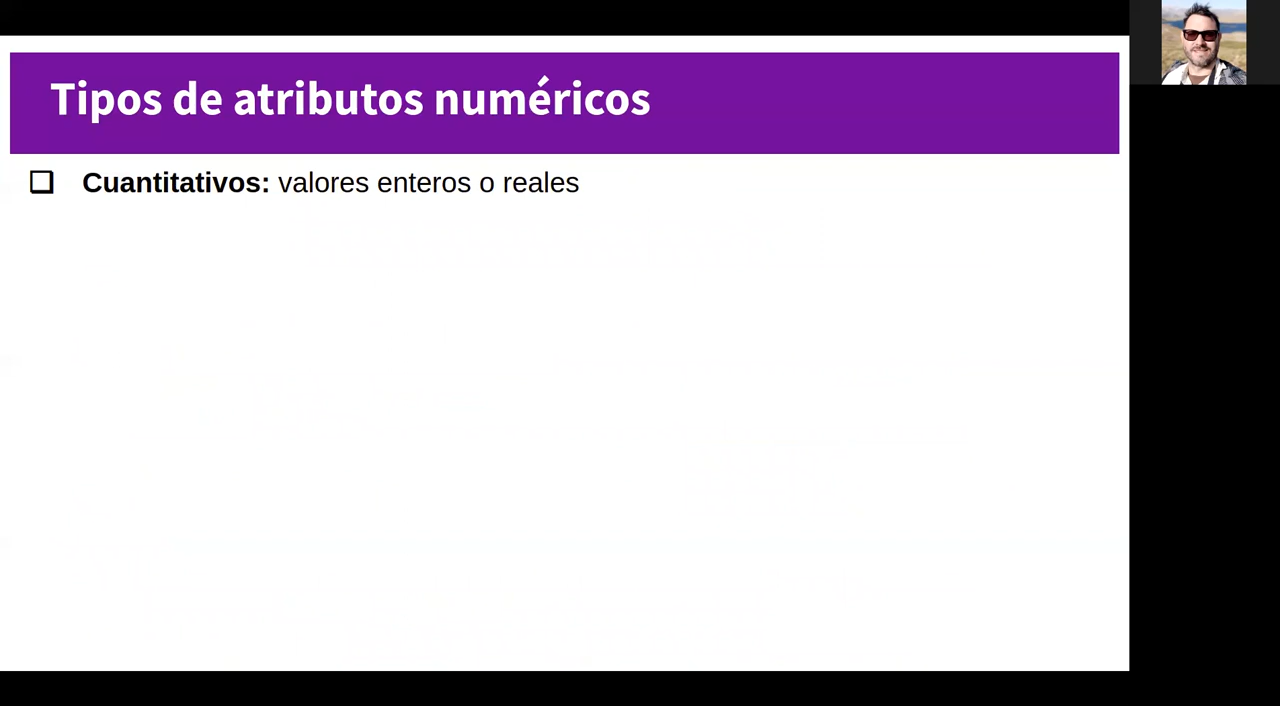 Tipos de atributos numéricos
Cuantitativos: valores enteros o reales